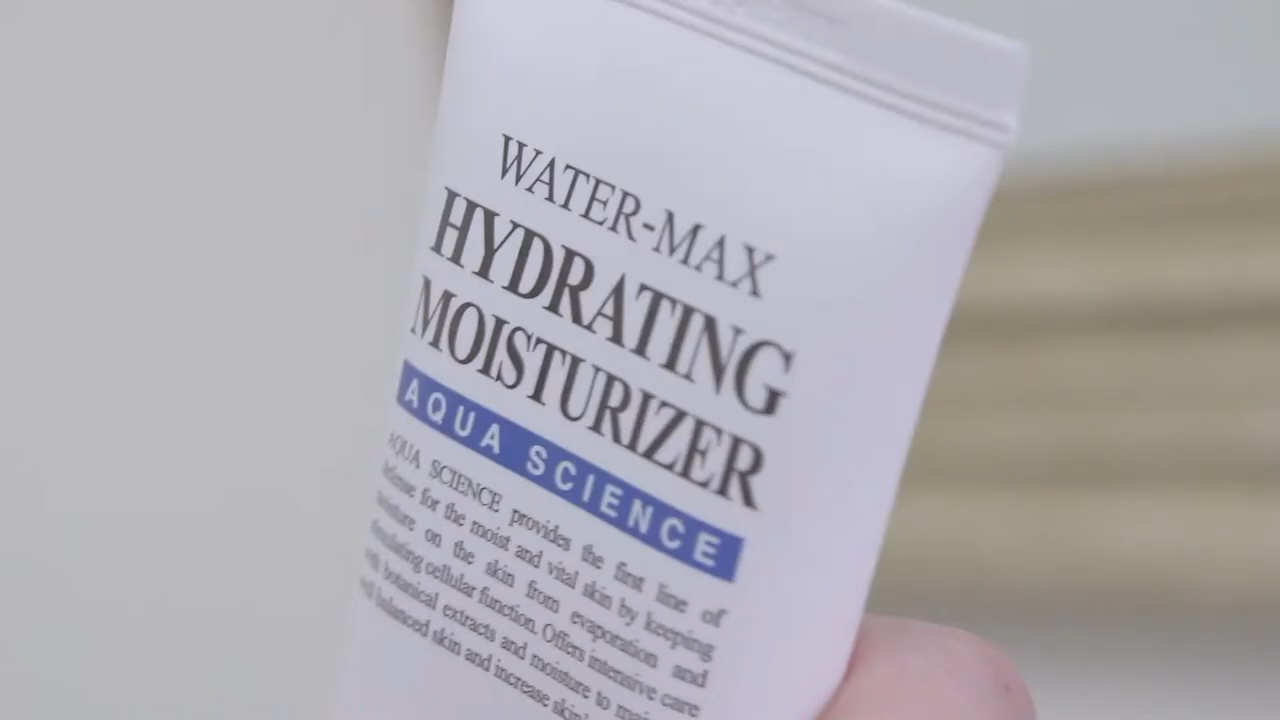 WATER-MAX
HYDRATING
MOISTURIZER
AQUA SCIENCE
AQUA SCIENCE provides the first line of
defense for the moist and vital skin by keeping
moisture on the skin from evaporation and
stimulating cellular function. Offers intensive care
with botanical extracts and moisture to
balanced skin and increase